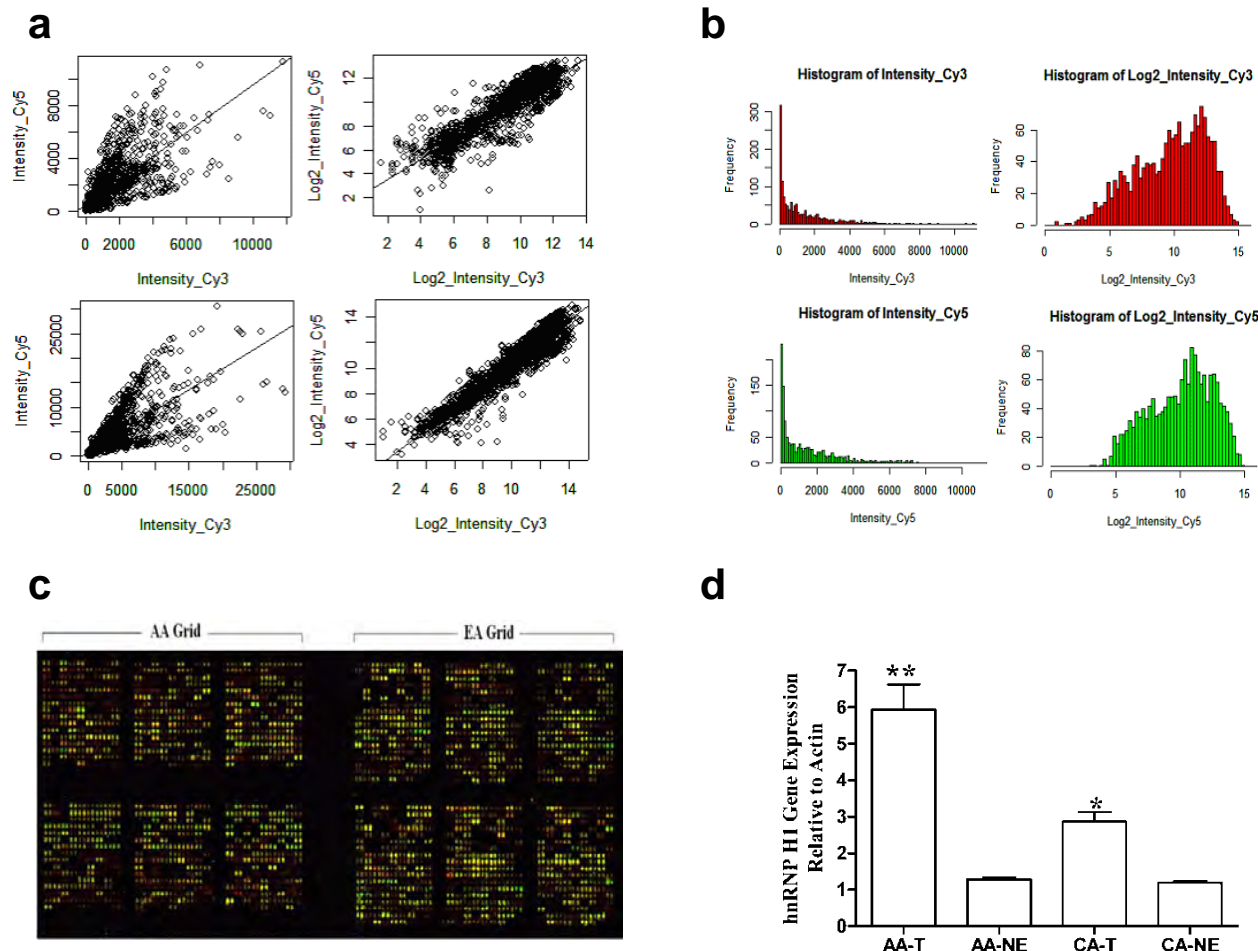 a
Intensity_Cy5
8000
4000
0
0 2000 6000 10000
Intensity_Cy3
Log2_Intensity_Cy5
12
10
8
6
4
2
2 4 6 8 10 12 14
Log2_Intensity_Cy3
Intensity_Cy5
25000
10000
0
0 5000 15000 25000
Intensity_Cy3
Log2_Intensity_Cy5
14
12
10
8
6
4
2 4 6 8 10 12 14
Log2_Intensity_Cy3
b
Histogram of Intensity_Cy3
Frequency
300
200
150
50
0
0 2000 4000 6000 8000 10000
Intensity_Cy3
Histogram of Log2_Intensity_Cy3
Frequency
60
40
20
0
0 5 10 15
Log2_Intensity_Cy3
Histogram of Intensity_Cy5
Frequency
150
50
0
0 2000 4000 6000 8000 10000
Intensity_Cy5
Histogram of Log2_Intensity_Cy5
Frequency
80
60
40
20
0
0 5 10 15
Log2_Intensity_Cy5
c
AA Grid
EA Grid
d
hnRNP H1 Gene Expression
Relative to Actin
7
6
5
4
3
2
1
0
**
*
AA-T AA-NE CA-T CA-NE